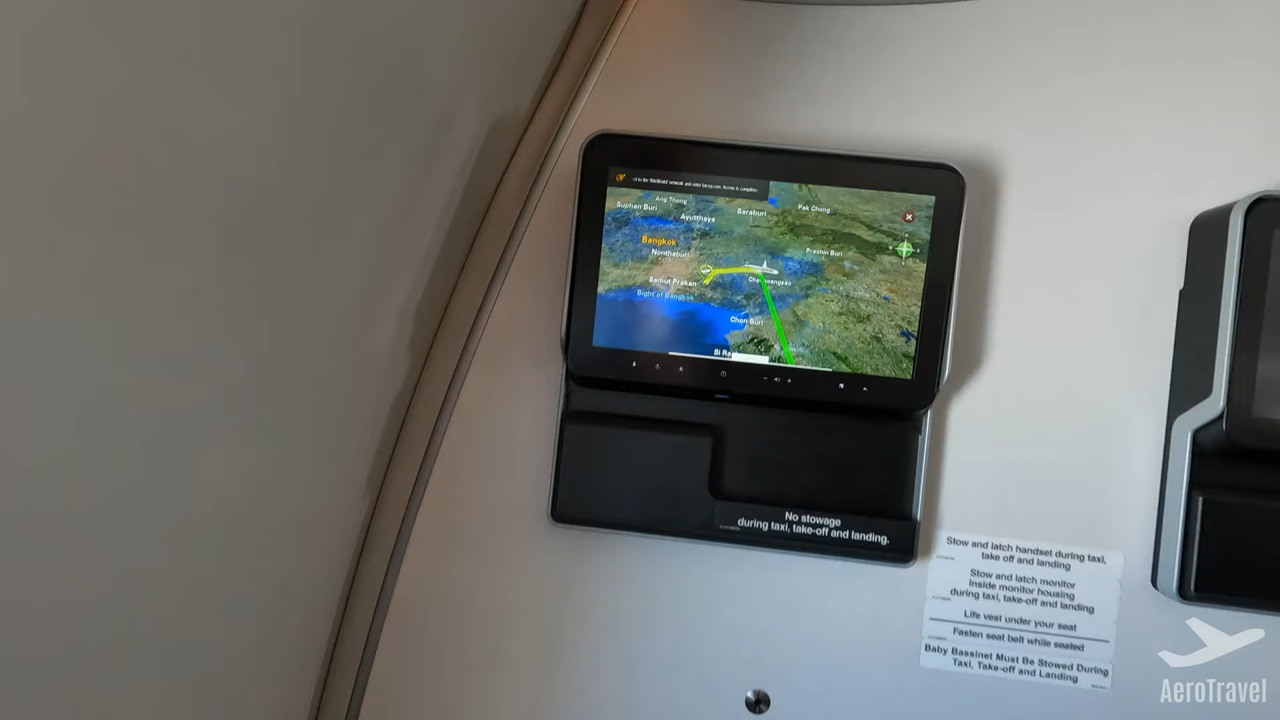 Ang Thong
Suphan Buri
Ayutthaya
Saraburi
Pak Chong
Bangkok
Nonthaburi
Prachin Buri
Samut Prakan
Bight of Bangkok
Chon Buri
No stowage
during taxi, take-off and landing.
Stow and latch handset during taxi,
take off and landing
Stow and latch monitor
inside monitor housing
during taxi, take-off and landing
Life vest under your seat
Fasten seat belt while seated
Baby Bassinet Must Be Stowed During
Taxi, Take-off and Landing
AeroTravel